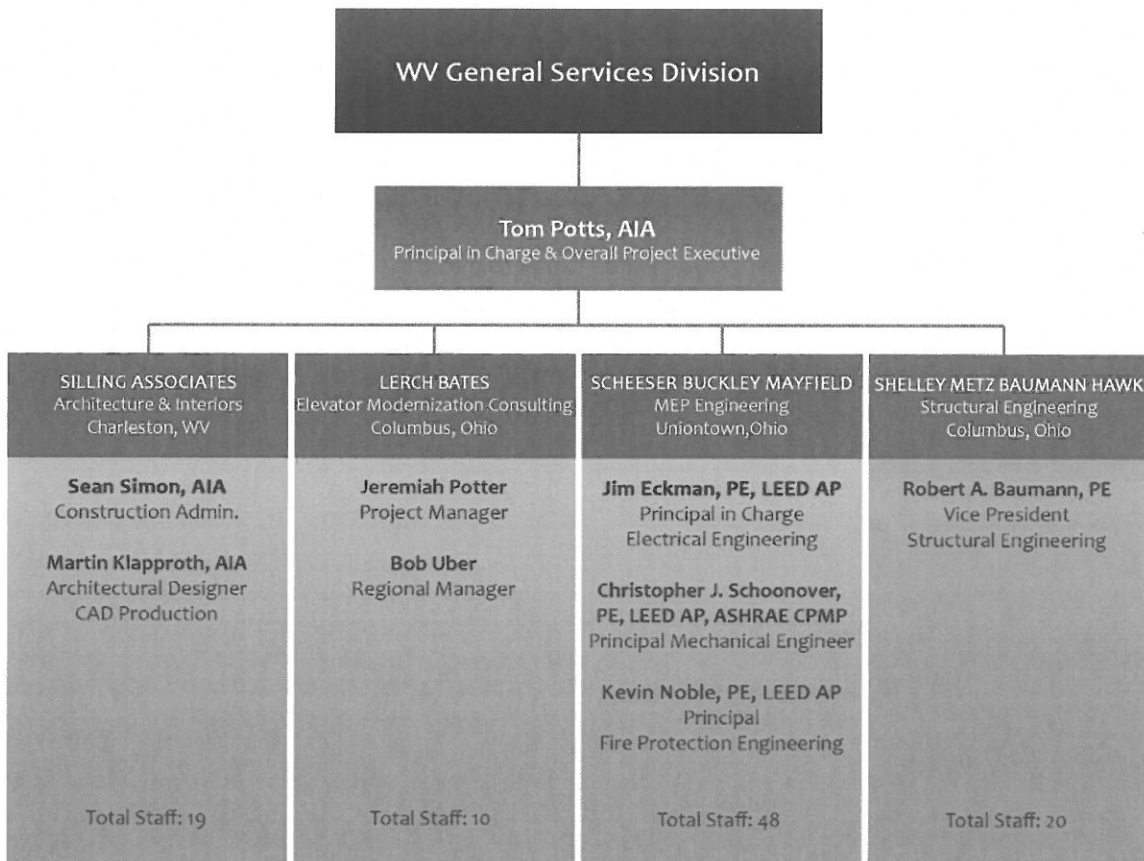 WV General Services Division
Tom Potts, AIA
Principal in Charge & Overall Project Executive
SILLING ASSOCIATES
Architecture & Interiors
Charleston, WV
Sean Simon, AIA
Construction Admin.
Martin Klapproth, AIA
Architectural Designer
CAD Production
Total Staff: 19
LERCH BATES
Elevator Modernization Consulting
Columbus, Ohio
Jeremiah Potter
Project Manager
Bob Uber
Regional Manager
Total Staff: 10
SCHEESER BUCKLEY MAYFIELD
MEP Engineering
Uniontown,Ohio
Jim Eckman, PE, LEED AP
Principal in Charge
Electrical Engineering
Christopher J. Schoonover,
PE, LEED AP, ASHRAE CPMP
Principal Mechanical Engineer
Kevin Noble, PE, LEED AP
Principal
Fire Protection Engineering
Total Staff: 48
SHELLEY METZ BAUMANN HAWK
Structural Engineering
Columbus, Ohio
Robert A. Baumann, PE
Vice President
Structural Engineering
Total Staff: 20